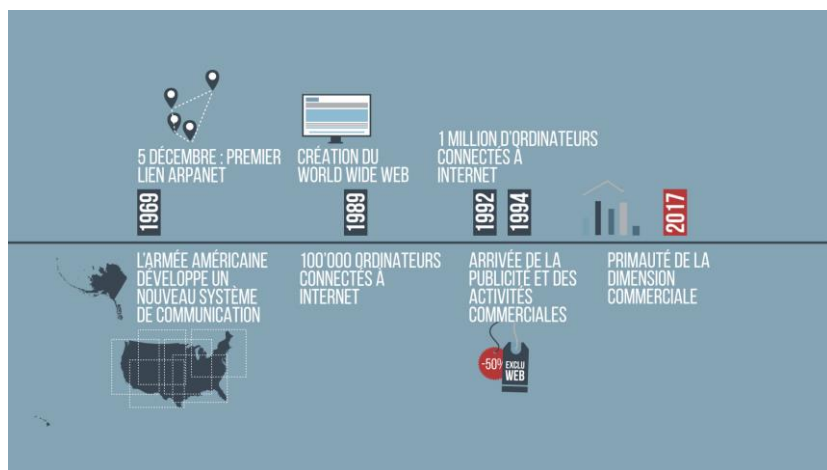 5 DÉCEMBRE : PREMIER
LIEN ARPANET
1969
L'ARMÉE AMÉRICAINE
DÉVELOPPE UN
NOUVEAU SYSTÈME
DE COMMUNICATION
CRÉATION DU
WORLD WIDE WEB
1989
100'000 ORDINATEURS
CONNECTÉS À
INTERNET
1 MILLION D'ORDINATEURS
CONNECTÉS À
INTERNET
1992
1994
ARRIVÉE DE LA
PUBLICITÉ ET DES
ACTIVITÉS
COMMERCIALES
-50%
EXCLU
WEB
2017
PRIMAUTÉ DE LA
DIMENSION
COMMERCIALE